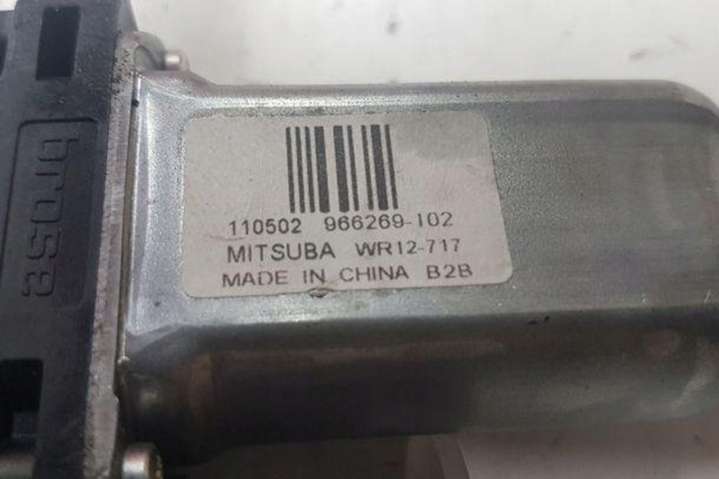 brose
110502 966269-102
MITSUBA WR12-717
MADE IN CHINA B2B